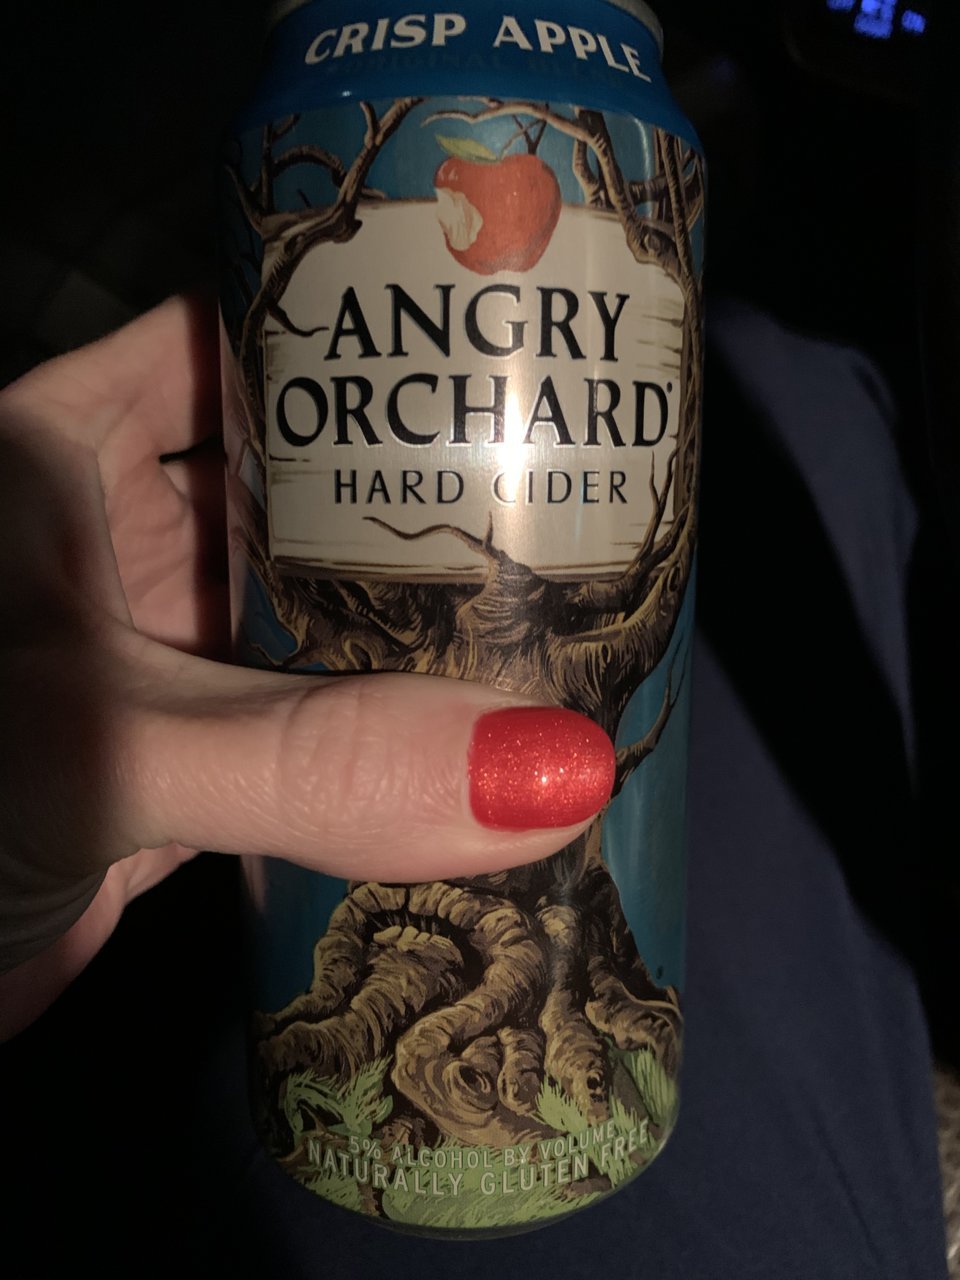 CRISP APPLE
ANGRY
ORCHARD
HARD CIDER
5% ALCOHOL BY VOLUME
NATURALLY GLUTEN FREE